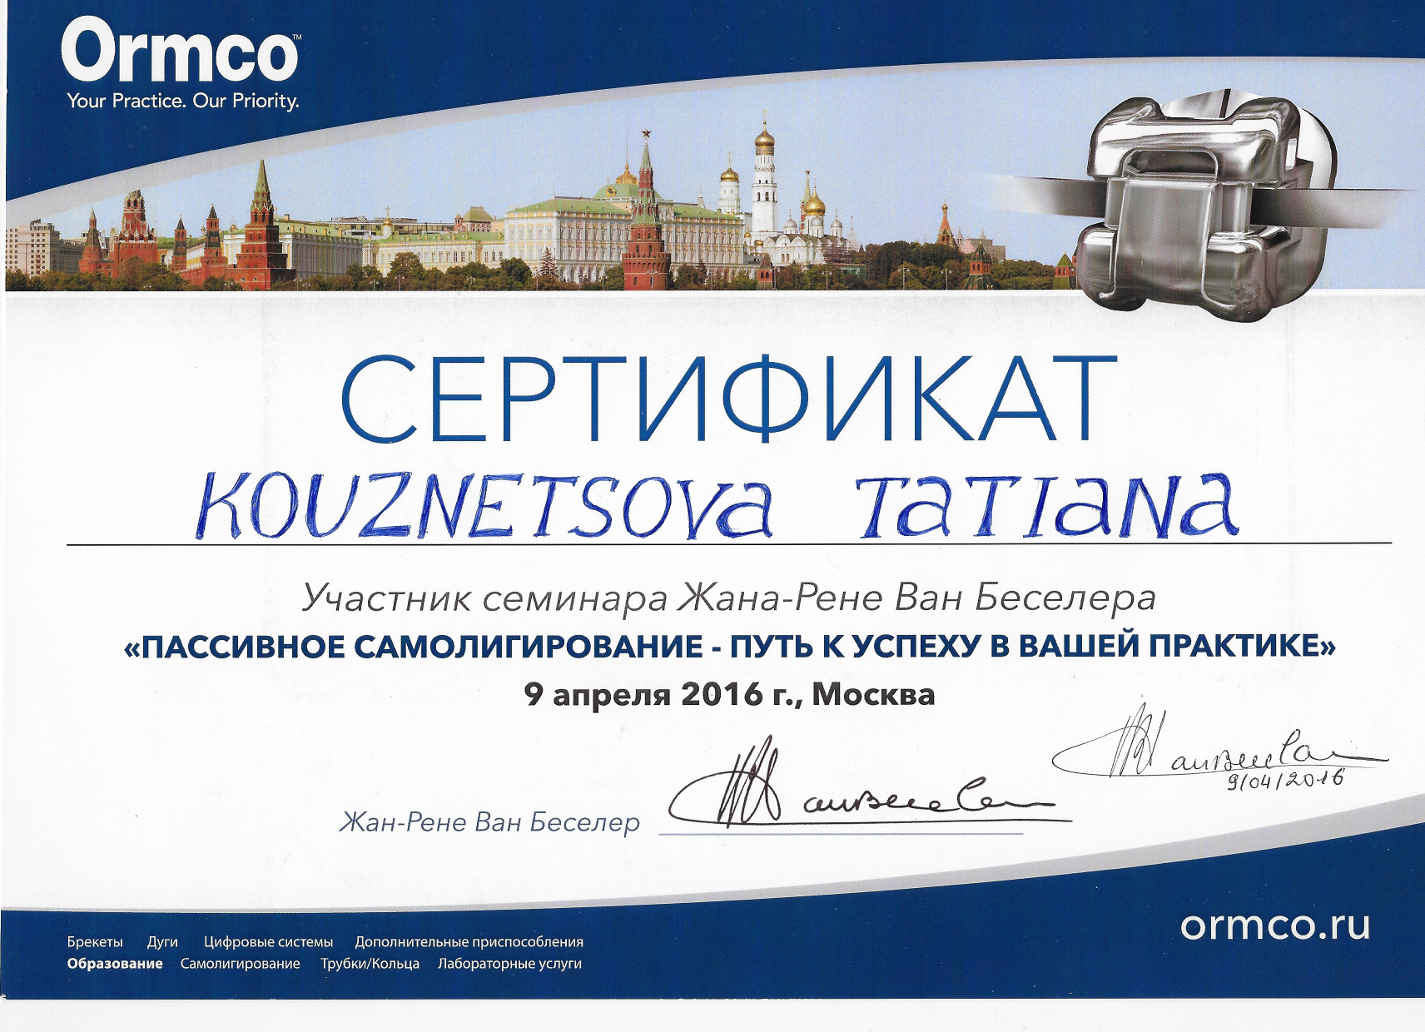 Ormco™
Your Practice. Our Priority.
СЕРТИФИКАТ
KOUZNETSOVa TaTIaNa
Участник семинара Жана-Рене Ван Беселера
«ПАССИВНОЕ САМОЛИГИРОВАНИЕ - ПУТЬ К УСПЕХУ В ВАШЕЙ ПРАКТИКЕ»
9 апреля 2016 г., Москва
9/04/2016
Жан-Рене Ван Беселер
ormco.ru
Брекеты Дуги Цифровые системы Дополнительные приспособления
Образование Самолигирование Трубки/Кольца Лабораторные услуги